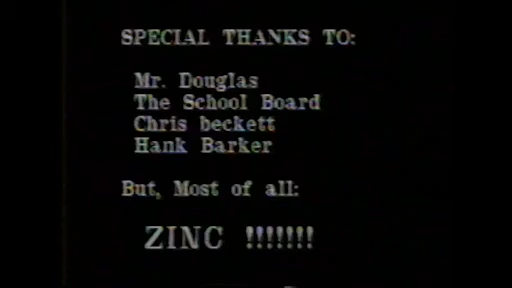 SPECIAL THANKS TO:
Mr. Douglas
The School Board
Chris beckett
Hank Barker
But, Most of all:
ZINC !!!!!!!